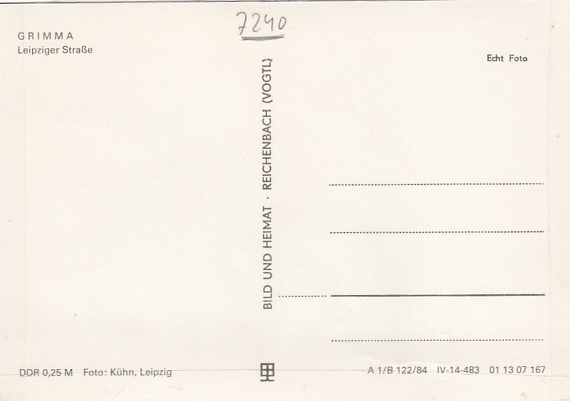 7240
GRIMMA
Leipziger Straße
Echt Foto
BILD UND HEIMAT · REICHENBACH (VOGTL)
DDR 0,25 M Foto: Kühn, Leipzig
A 1/B 122/84 IV-14-483 01 13 07 167